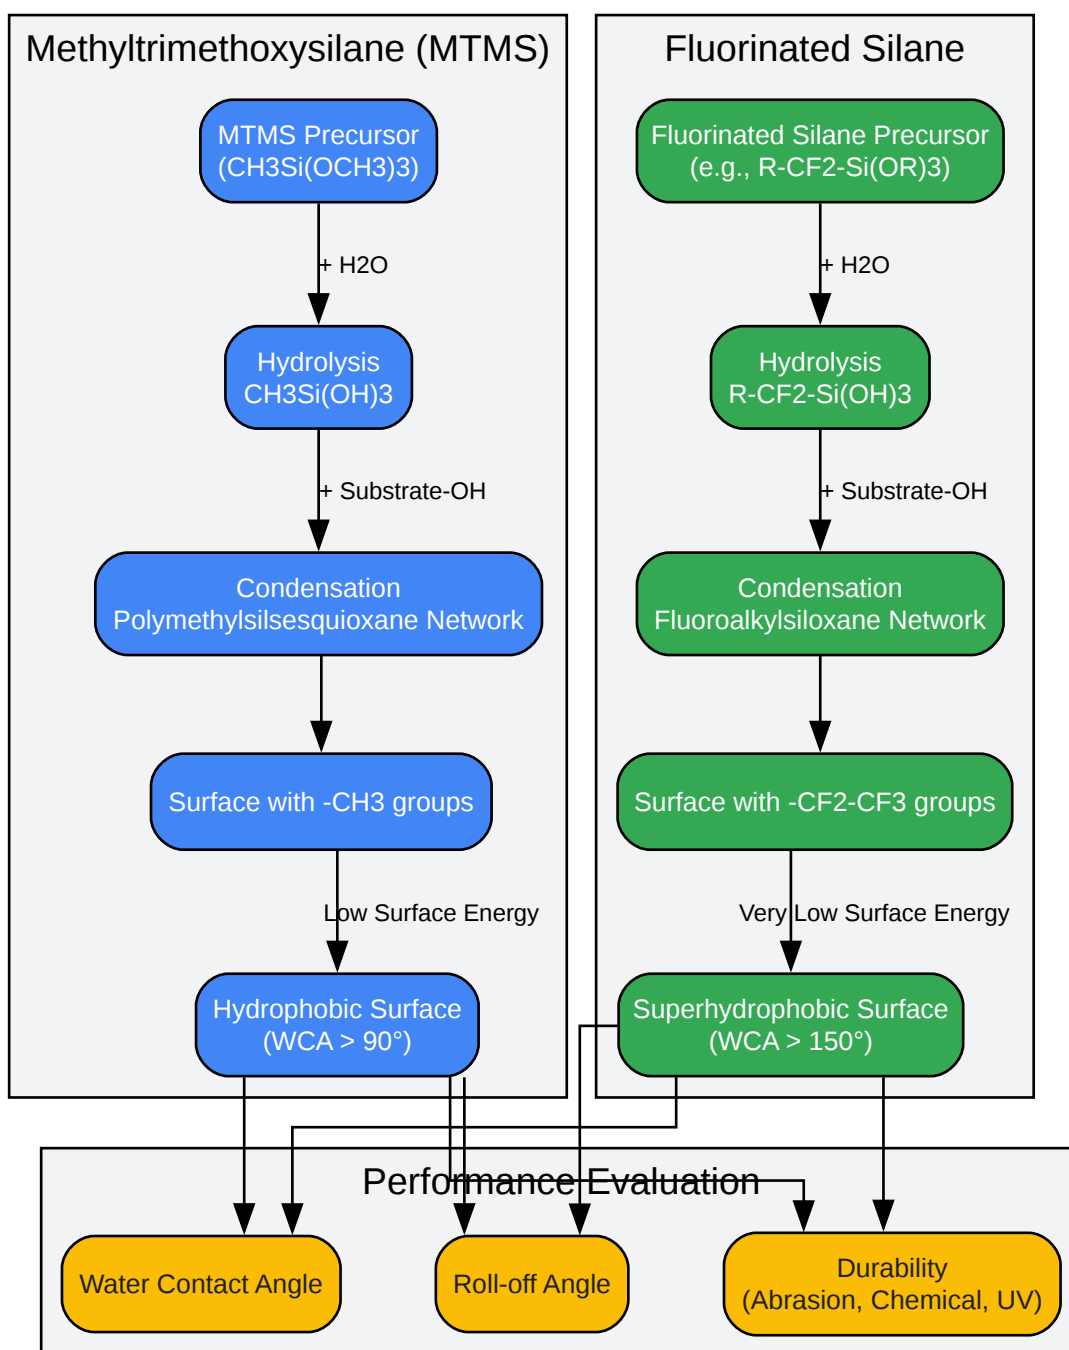 Methyltrimethoxysilane (MTMS)
MTMS Precursor
(CH3Si(OCH3)3)
+ H2O
Hydrolysis
CH3Si(OH)3
+ Substrate-OH
Condensation
Polymethylsilsesquioxane Network
Surface with -CH3 groups
Low Surface Energy
Hydrophobic Surface
(WCA > 90°)
Fluorinated Silane
Fluorinated Silane Precursor
(e.g., R-CF2-Si(OR)3)
+ H2O
Hydrolysis
R-CF2-Si(OH)3
+ Substrate-OH
Condensation
Fluoroalkylsiloxane Network
Surface with -CF2-CF3 groups
Very Low Surface Energy
Superhydrophobic Surface
(WCA > 150°)
Performance Evaluation
Water Contact Angle
Roll-off Angle
Durability
(Abrasion, Chemical, UV)